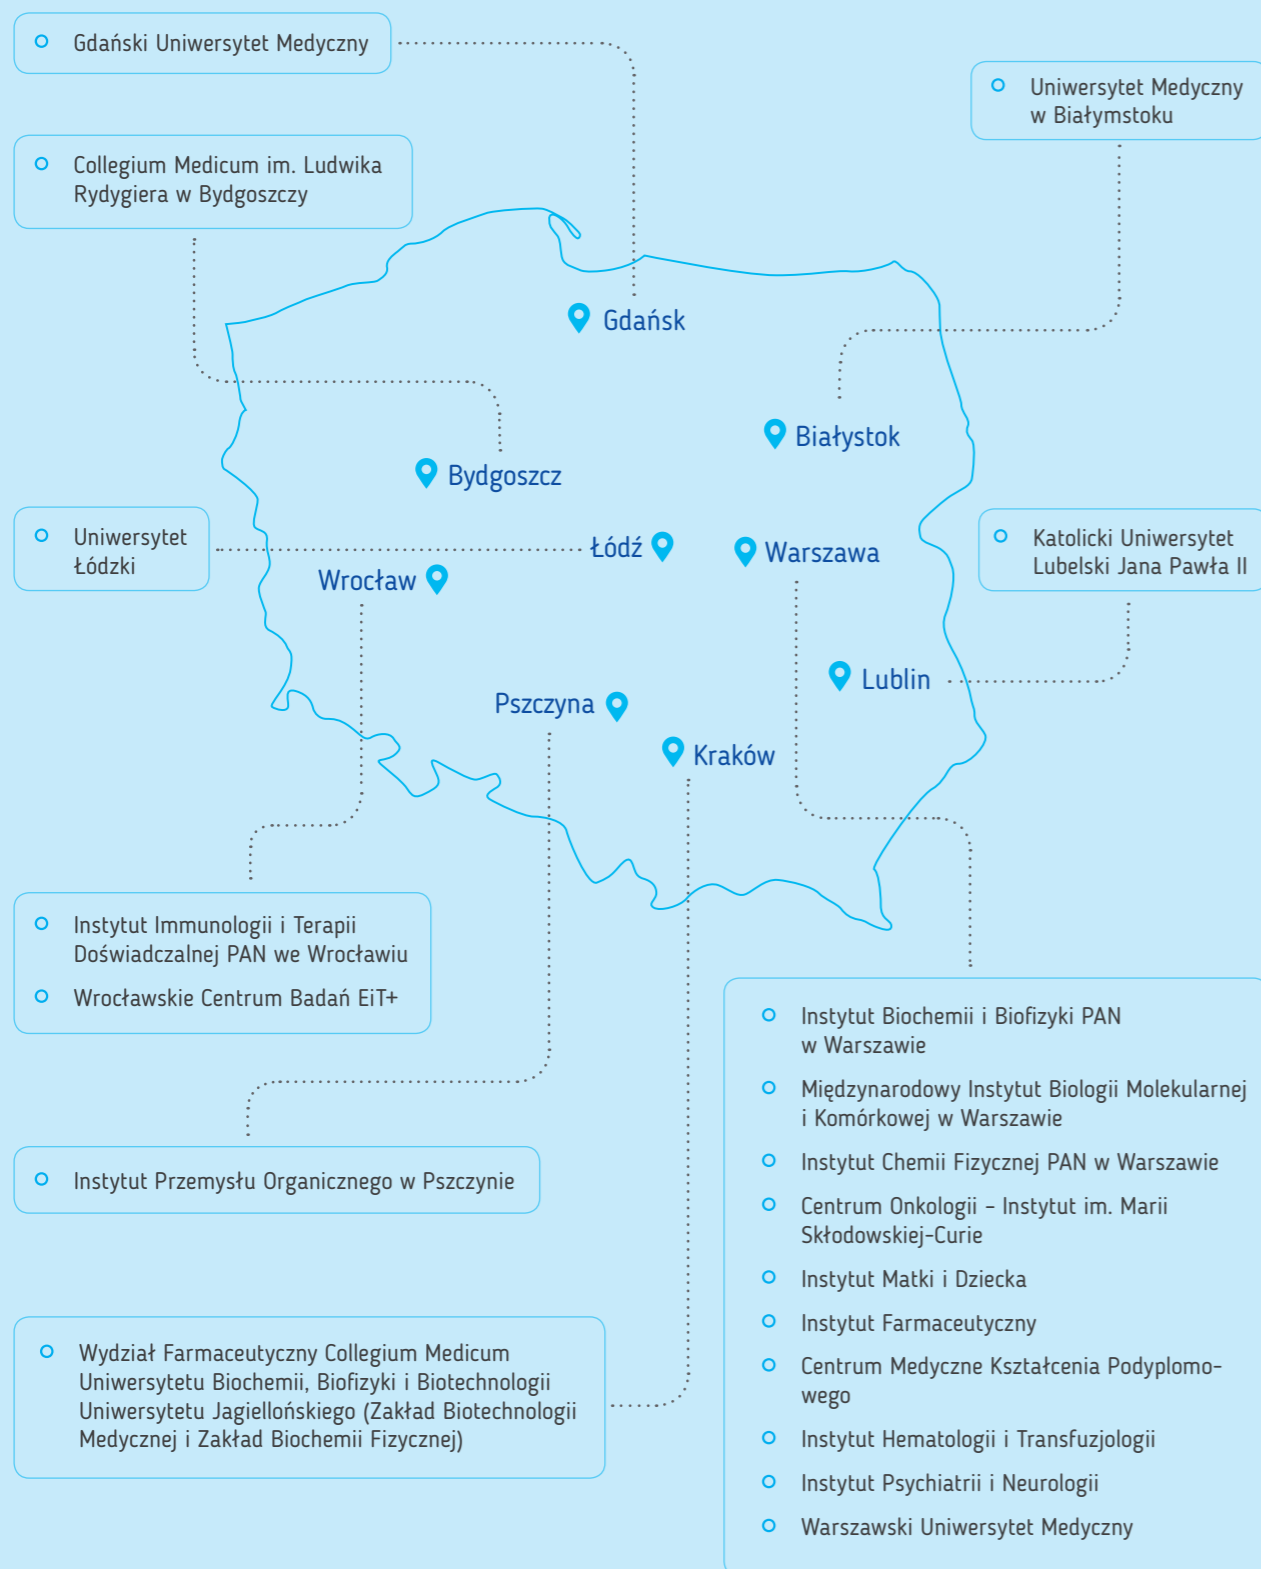 Gdański Uniwersytet Medyczny
Uniwersytet Medyczny
w Białymstoku
Collegium Medicum im. Ludwika
Rydygiera w Bydgoszczy
Gdańsk
Białystok
Bydgoszcz
Uniwersytet
Łódzki
Łódź
Warszawa
Katolicki Uniwersytet
Lubelski Jana Pawła II
Wrocław
Lublin
Pszczyna
Kraków
Instytut Immunologii i Terapii
Doświadczalnej PAN we Wrocławiu
Wrocławskie Centrum Badań EiT+
Instytut Przemysłu Organicznego w Pszczynie
Wydział Farmaceutyczny Collegium Medicum
Uniwersytetu Biochemii, Biofizyki i Biotechnologii
Uniwersytetu Jagiellońskiego (Zakład Biotechnologii
Medycznej i Zakład Biochemii Fizycznej)
Instytut Biochemii i Biofizyki PAN
w Warszawie
Międzynarodowy Instytut Biologii Molekularnej
i Komórkowej w Warszawie
Instytut Chemii Fizycznej PAN w Warszawie
Centrum Onkologii – Instytut im. Marii
Skłodowskiej-Curie
Instytut Matki i Dziecka
Instytut Farmaceutyczny
Centrum Medyczne Kształcenia Podyplomo-
wego
Instytut Hematologii i Transfuzjologii
Instytut Psychiatrii i Neurologii
Warszawski Uniwersytet Medyczny